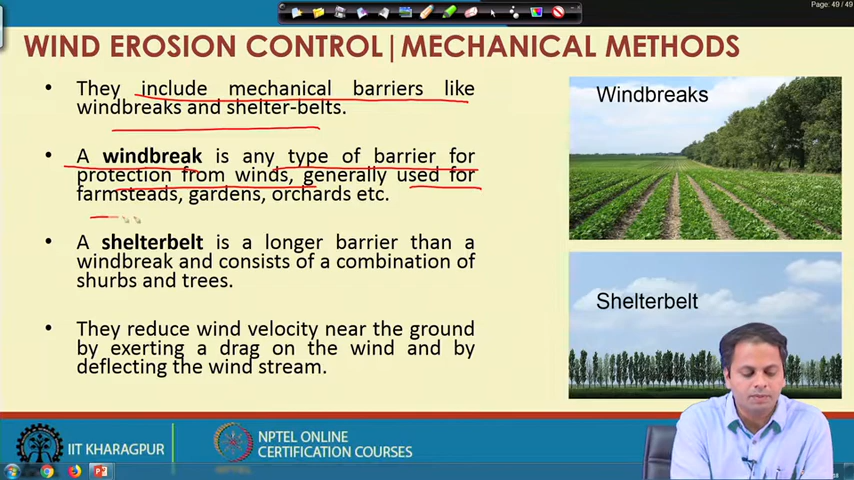 Page: 49 / 49
WIND EROSION CONTROL|MECHANICAL METHODS
• They include mechanical barriers like
windbreaks and shelter-belts.
• A windbreak is any type of barrier for
protection from winds, generally used for
farmsteads, gardens, orchards etc.
• A shelterbelt is a longer barrier than a
windbreak and consists of a combination of
shurbs and trees.
• They reduce wind velocity near the ground
by exerting a drag on the wind and by
deflecting the wind stream.
Windbreaks
Shelterbelt
IIT KHARAGPUR
NPTEL ONLINE
CERTIFICATION COURSES